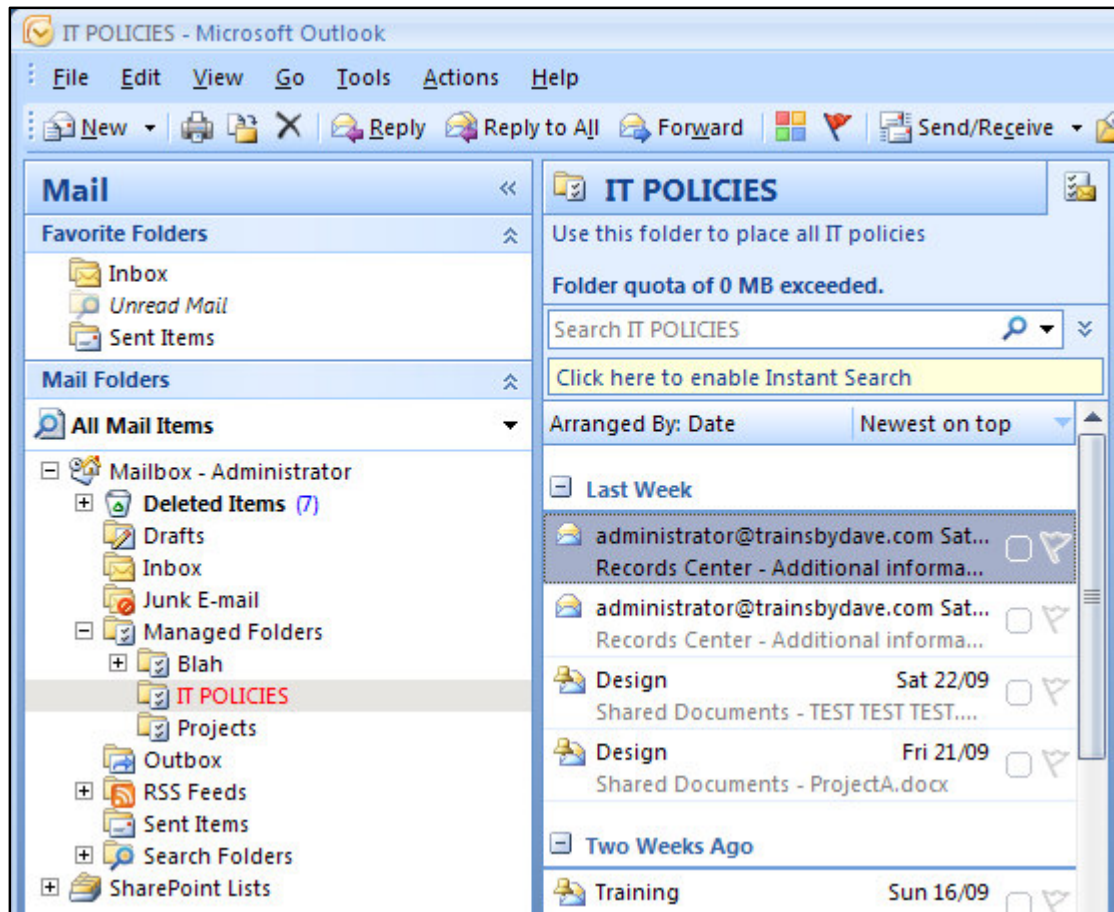 IT POLICIES - Microsoft Outlook
File Edit View Go Tools Actions Help
New Reply Reply to All Forward Send/Receive
Mail
Favorite Folders
Inbox
Unread Mail
Sent Items
Mail Folders
All Mail Items
Mailbox - Administrator
Deleted Items (7)
Drafts
Inbox
Junk E-mail
Managed Folders
Blah
IT POLICIES
Projects
Outbox
RSS Feeds
Sent Items
Search Folders
SharePoint Lists
IT POLICIES
Use this folder to place all IT policies
Folder quota of 0 MB exceeded.
Search IT POLICIES
Click here to enable Instant Search
Arranged By: Date Newest on top
Last Week
administrator@trainsbydave.com Sat...
Records Center - Additional informa...
administrator@trainsbydave.com Sat...
Records Center - Additional informa...
Design Sat 22/09
Shared Documents - TEST TEST TEST....
Design Fri 21/09
Shared Documents - ProjectA.docx
Two Weeks Ago
Training Sun 16/09